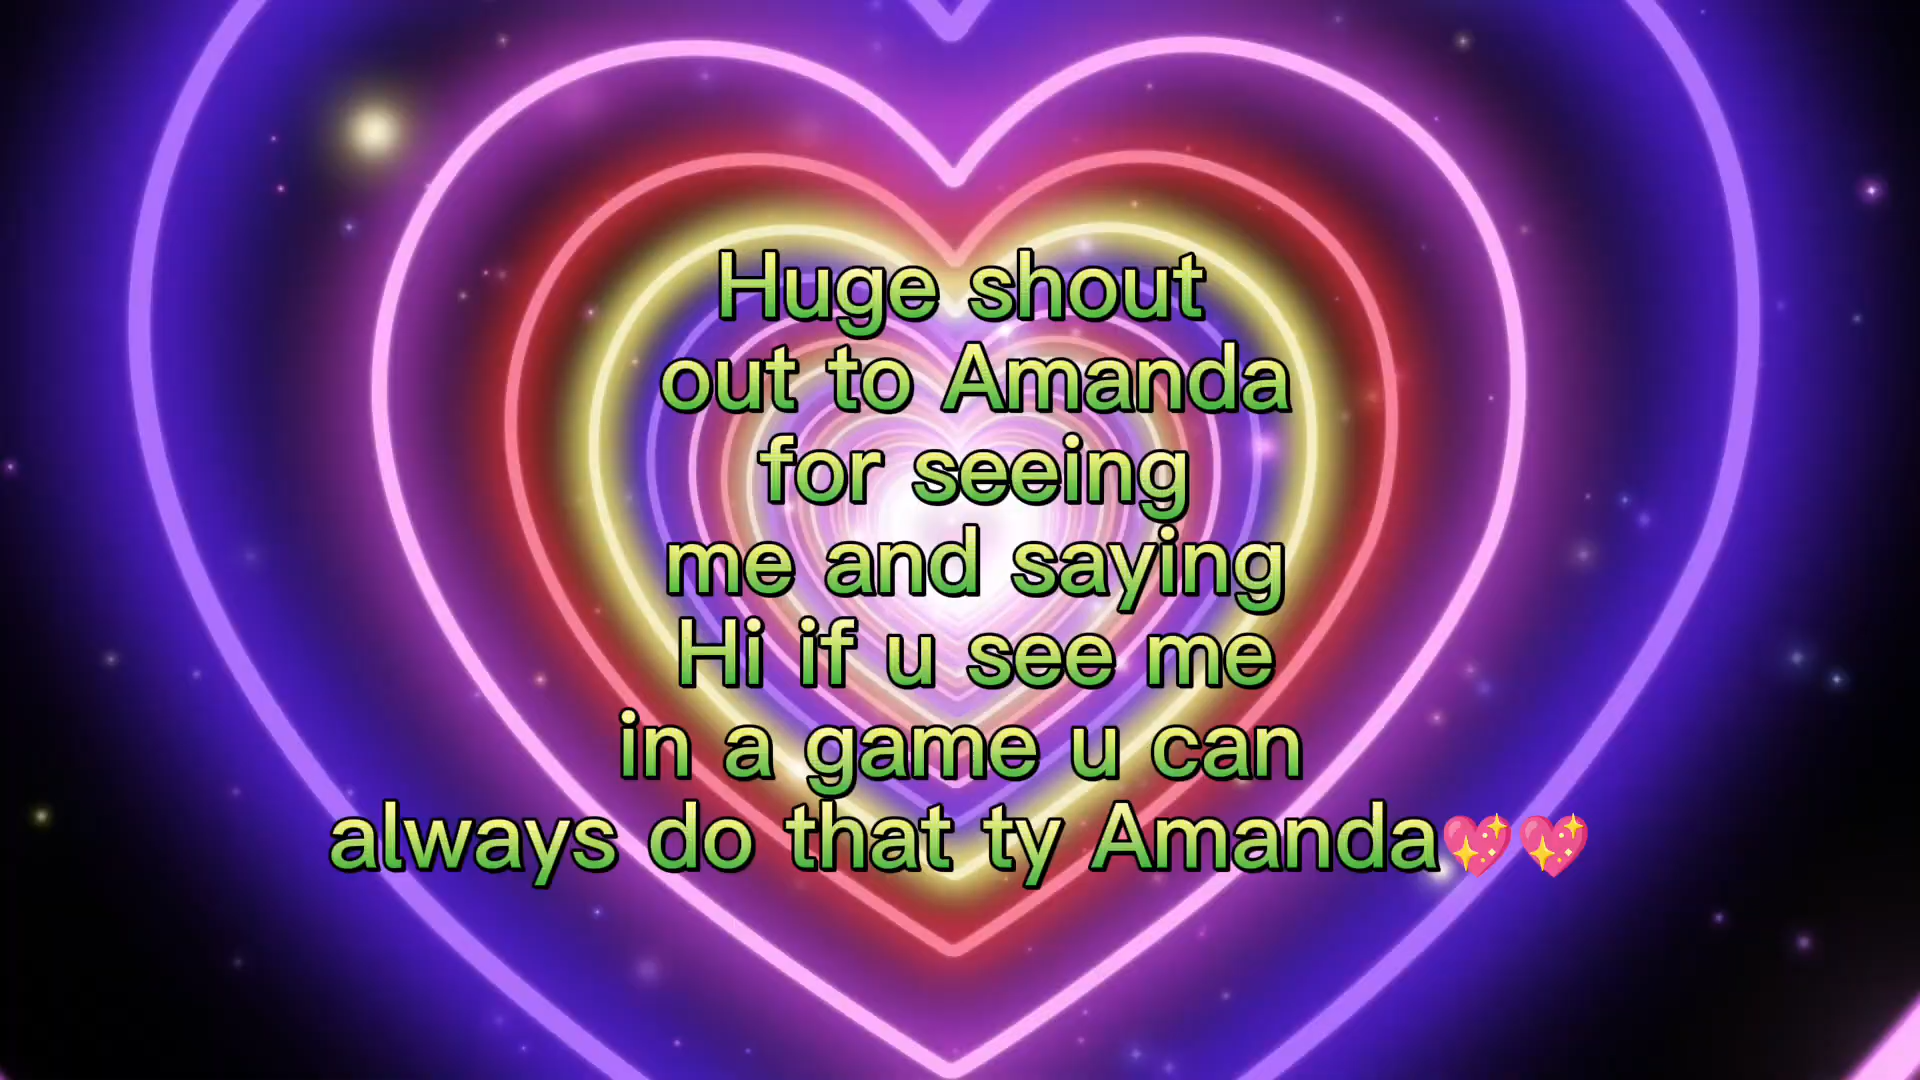 Huge shout
out to Amanda
for seeing
me and saying
Hi if u see me
in a game u can
always do that ty Amanda💖💖